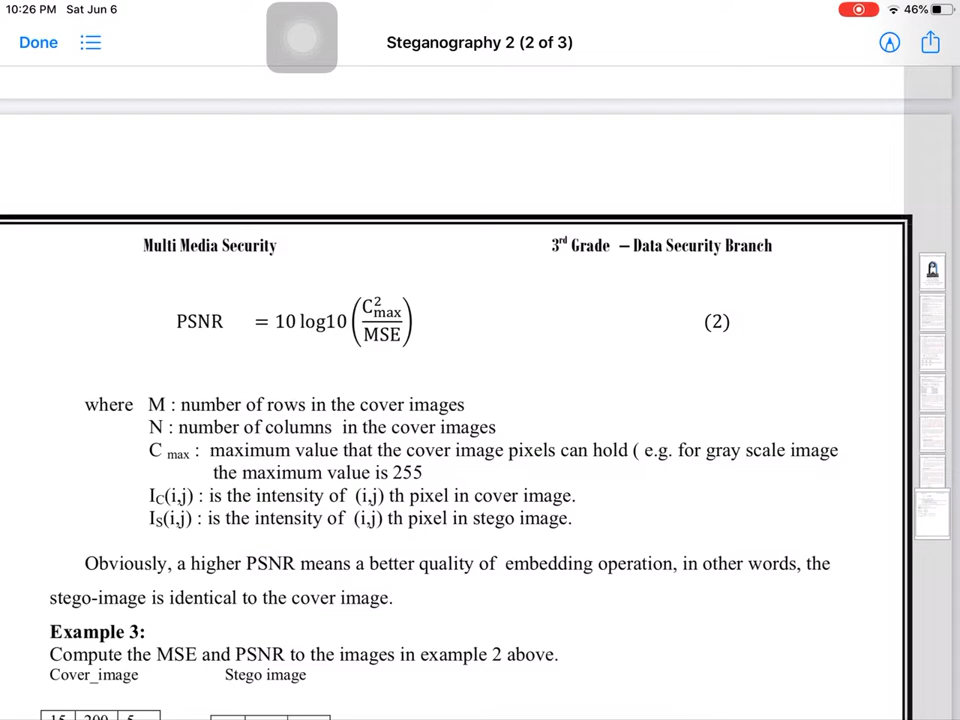 10:26 PM Sat Jun 6
46%
Done
Steganography 2 (2 of 3)
Multi Media Security
3rd Grade – Data Security Branch
PSNR = 10 log10 (C²max / MSE) (2)
where M : number of rows in the cover images
N : number of columns in the cover images
C max : maximum value that the cover image pixels can hold ( e.g. for gray scale image
the maximum value is 255
IC(i,j) : is the intensity of (i,j) th pixel in cover image.
IS(i,j) : is the intensity of (i,j) th pixel in stego image.
Obviously, a higher PSNR means a better quality of embedding operation, in other words, the
stego-image is identical to the cover image.
Example 3:
Compute the MSE and PSNR to the images in example 2 above.
Cover_image Stego image
15 200 5